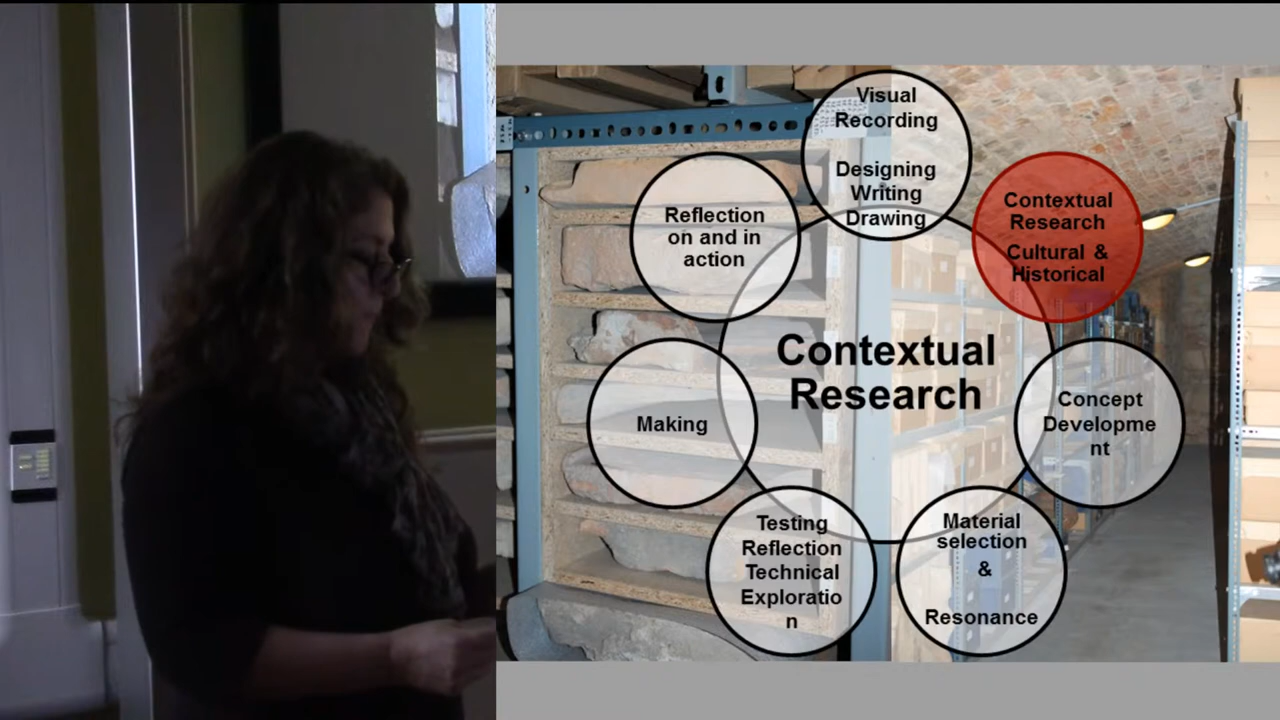 Visual
Recording
Designing
Writing
Drawing
Contextual
Research
Cultural &
Historical
Concept
Developme
nt
Material
selection
&
Resonance
Testing
Reflection
Technical
Exploratio
n
Making
Reflection
on and in
action
Contextual
Research